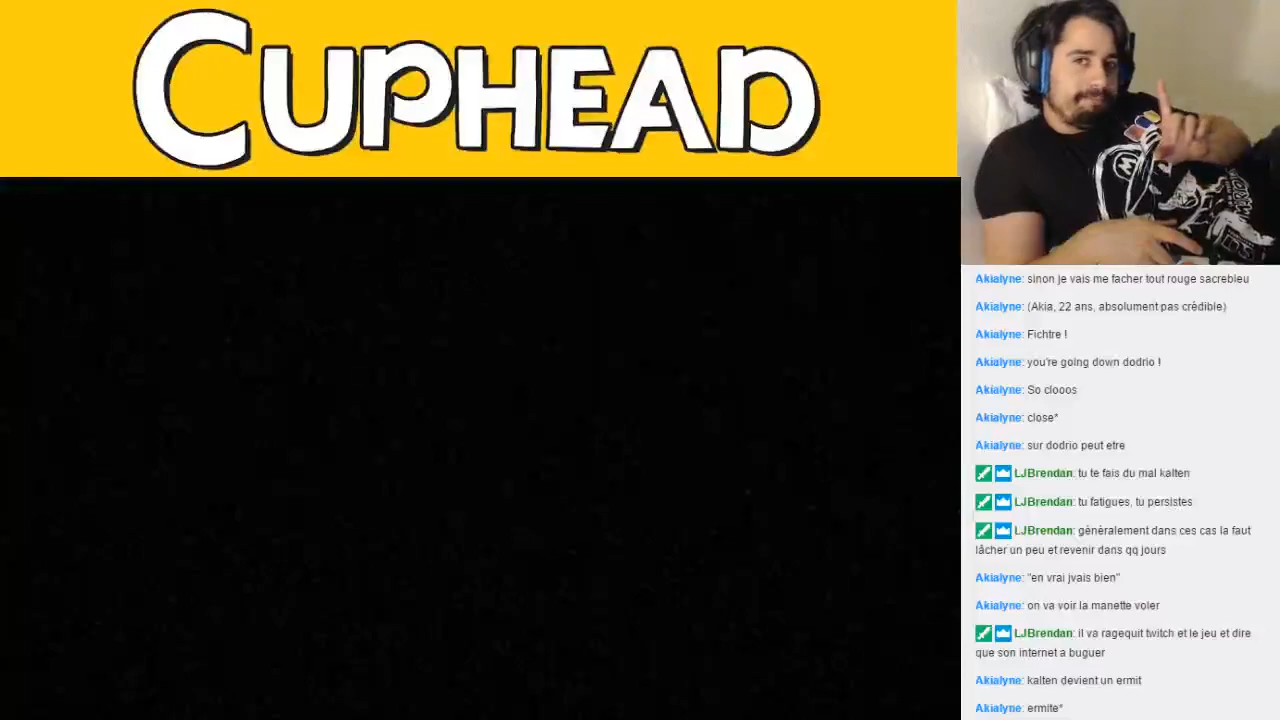 CUPHEAD
Akialyne: sinon je vais me facher tout rouge sacrebleu
Akialyne: (Akia, 22 ans, absolument pas crédible)
Akialyne: Fichtre !
Akialyne: you're going down dodrio !
Akialyne: So clooos
Akialyne: close*
Akialyne: sur dodrio peut etre
LJBrendan: tu te fais du mal kalten
LJBrendan: tu fatigues, tu persistes
LJBrendan: généralement dans ces cas la faut
lâcher un peu et revenir dans qq jours
Akialyne: "en vrai jvais bien"
Akialyne: on va voir la manette voler
LJBrendan: il va ragequit twitch et le jeu et dire
que son internet a buguer
Akialyne: kalten devient un ermit
Akialyne: ermite*